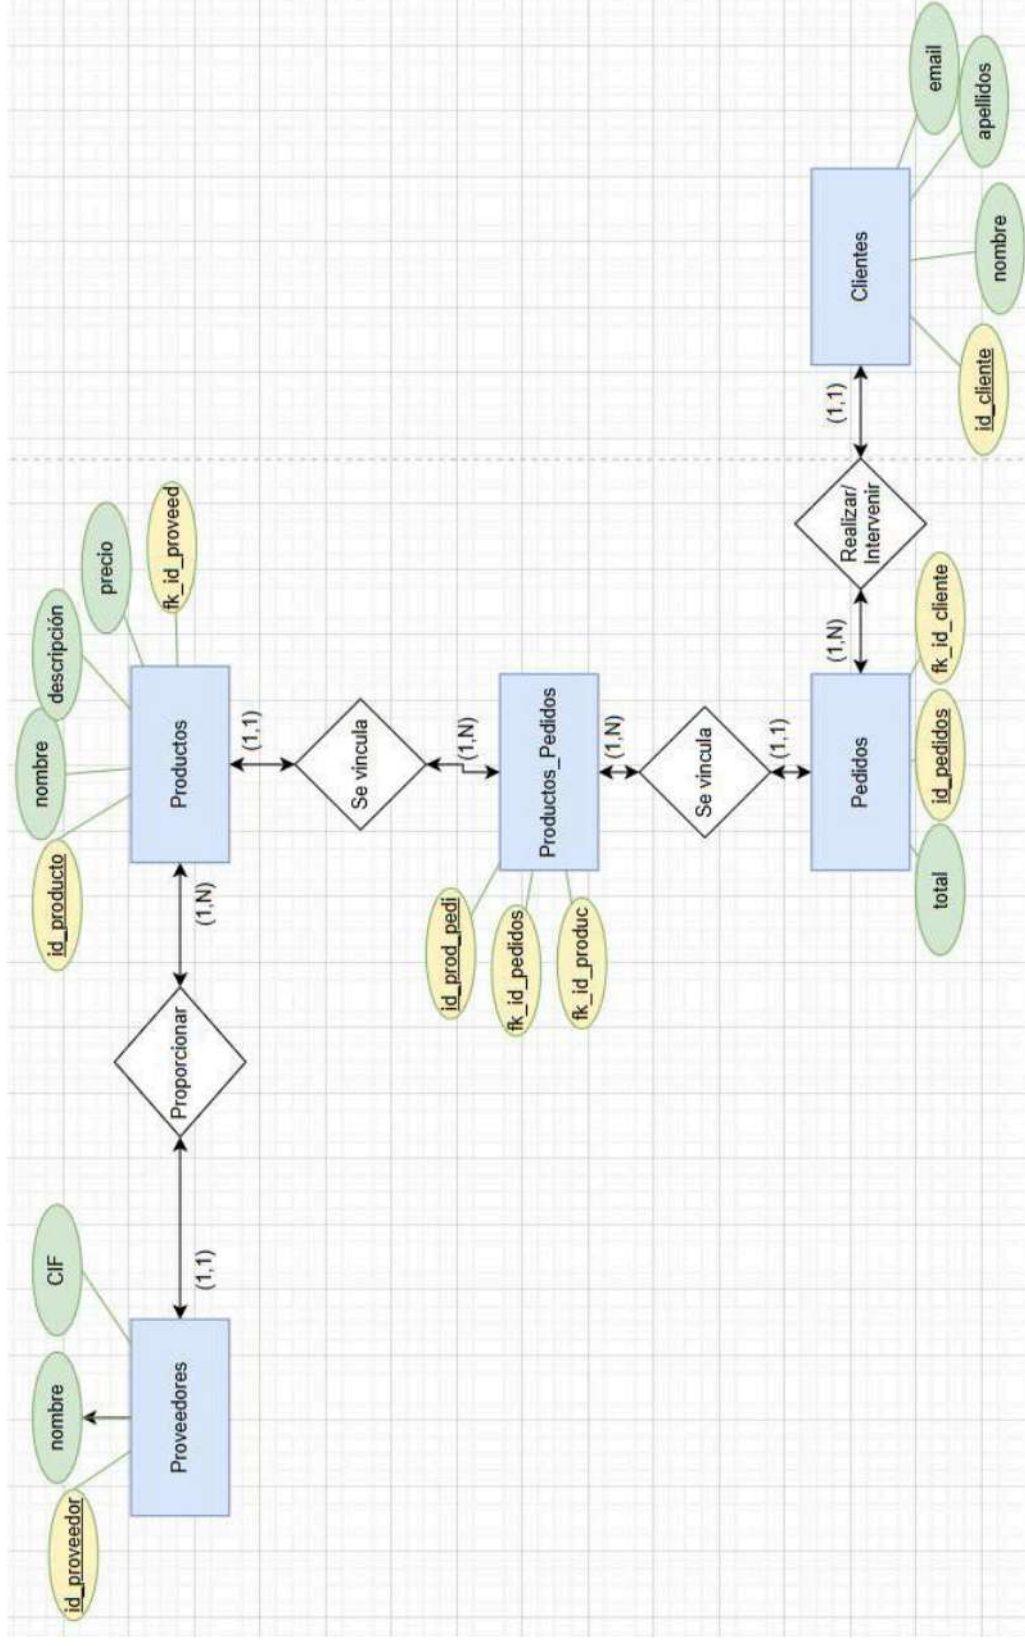 id_proveedor
nombre
CIF
Proveedores
(1,1)
Proporcionar
(1,N)
id_producto
nombre
descripción
precio
fk_id_proveed
Productos
(1,1)
Se vincula
(1,N)
id_prod_pedi
fk_id_pedidos
fk_id_produc
Productos_Pedidos
(1,N)
Se vincula
(1,1)
Pedidos
total
id_pedidos
fk_id_cliente
(1,N)
Realizar/
Intervenir
(1,1)
Clientes
id_cliente
nombre
apellidos
email